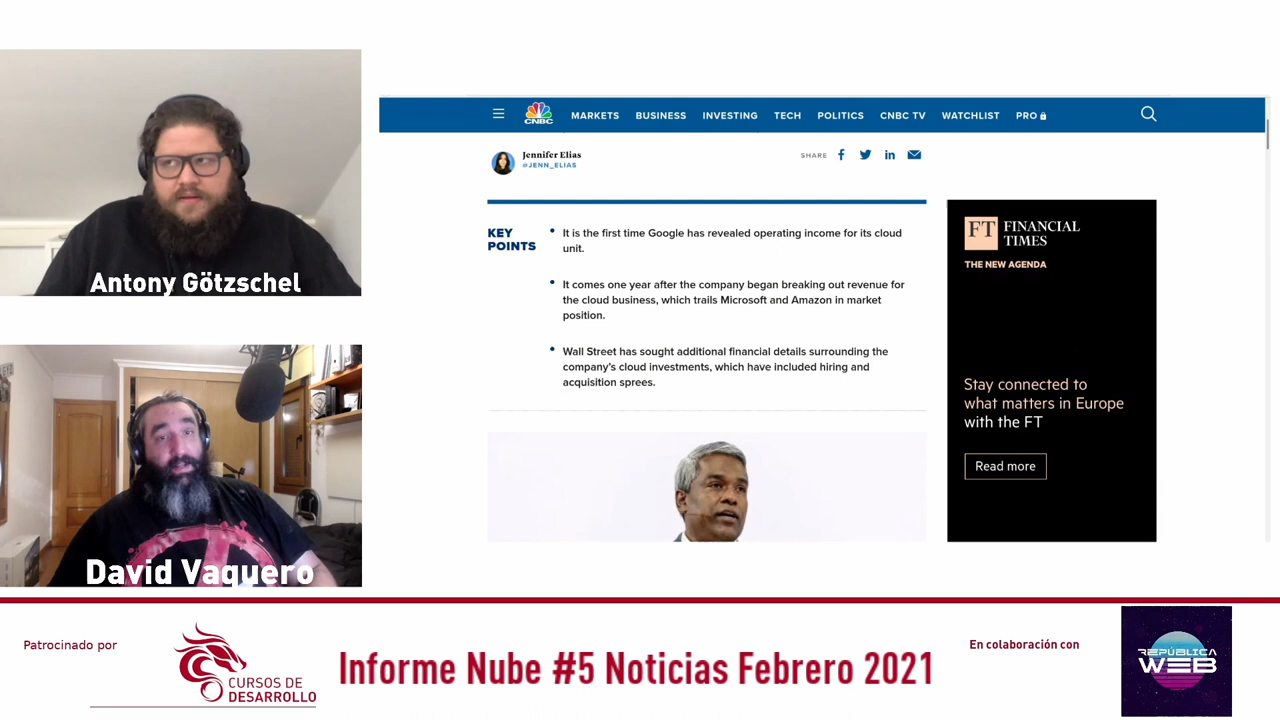 Antony Götzschel
David Vaquero
CNBC
MARKETS BUSINESS INVESTING TECH POLITICS CNBC TV WATCHLIST PRO
Jennifer Elias
@JENN_ELIAS
SHARE
KEY
POINTS
• It is the first time Google has revealed operating income for its cloud
unit.
• It comes one year after the company began breaking out revenue for
the cloud business, which trails Microsoft and Amazon in market
position.
• Wall Street has sought additional financial details surrounding the
company's cloud investments, which have included hiring and
acquisition sprees.
FT FINANCIAL
TIMES
THE NEW AGENDA
Stay connected to
what matters in Europe
with the FT
Read more
Patrocinado por
CURSOS DE
DESARROLLO
Informe Nube #5 Noticias Febrero 2021
En colaboración con
REPÚBLICA
WEB